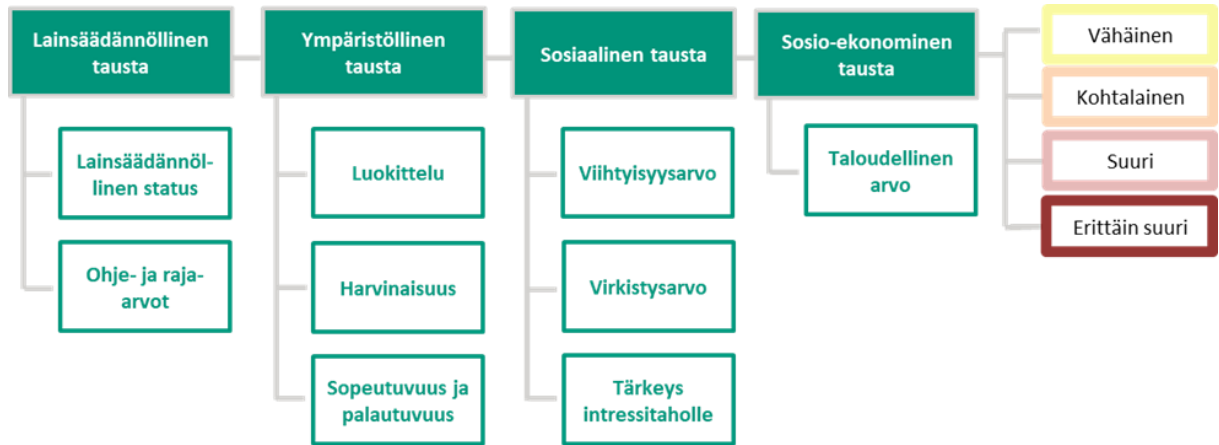 Lainsäädännöllinen
tausta
Lainsäädännöl-
linen status
Ohje- ja raja-
arvot
Ympäristöllinen
tausta
Luokittelu
Harvinaisuus
Sopeutuvuus ja
palautuvuus
Sosiaalinen tausta
Viihtyisyysarvo
Virkistysarvo
Tärkeys
intressitaholle
Sosio-ekonominen
tausta
Taloudellinen
arvo
Vähäinen
Kohtalainen
Suuri
Erittäin suuri